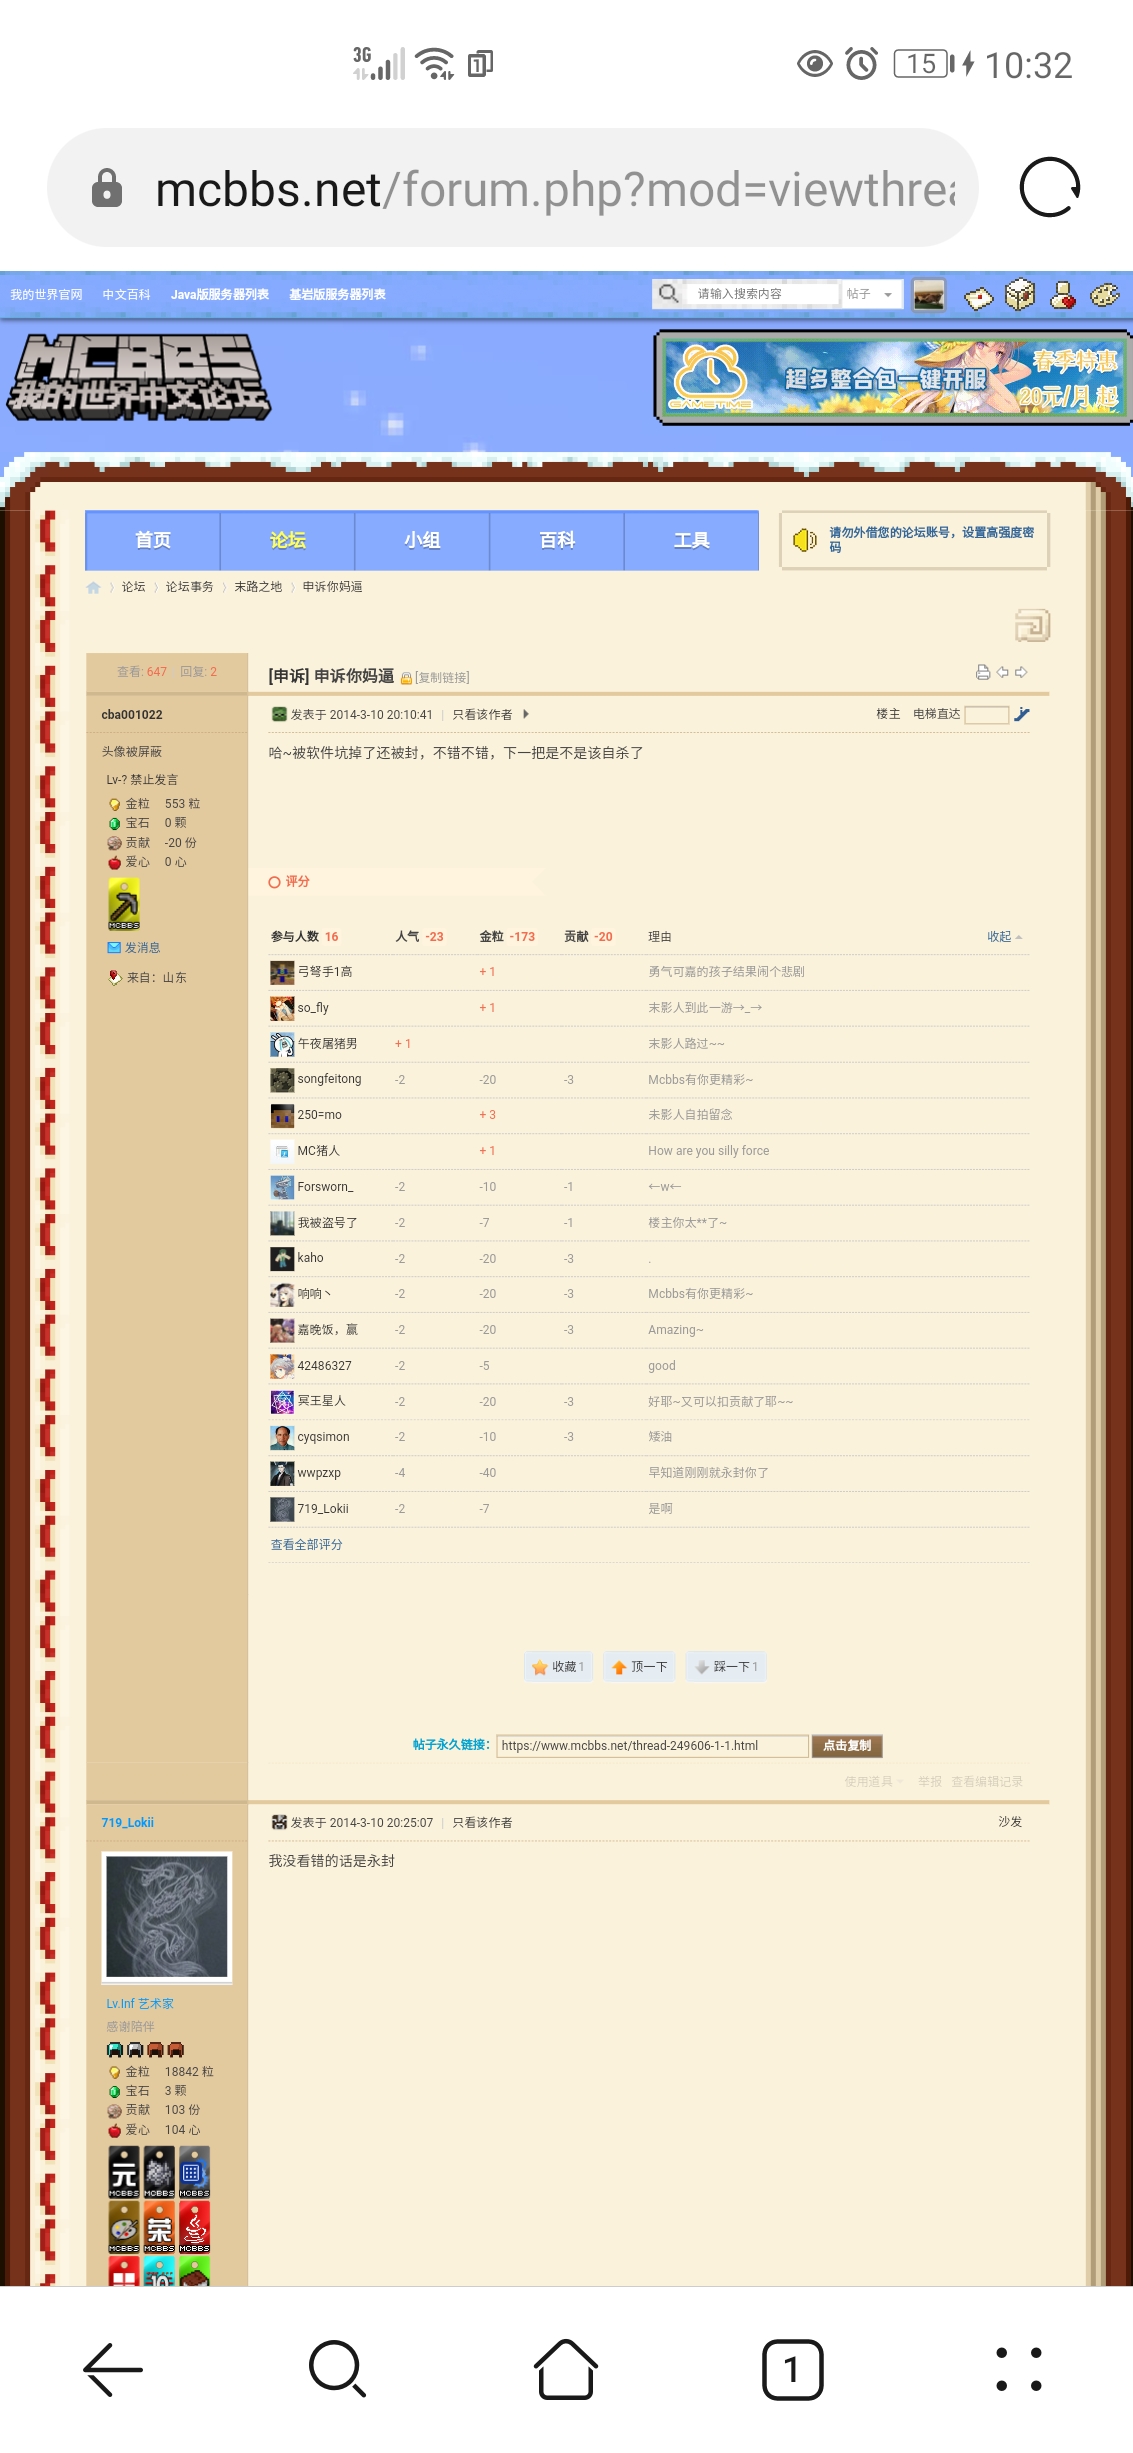 3G 15 10:32
mcbbs.net/forum.php?mod=viewthrea
我的世界官网 中文百科 Java版服务器列表 基岩版服务器列表 请输入搜索内容 帖子
MCBBS
我的世界中文论坛
超多整合包一键开服
春季特惠
20元/月起
GAMETIME
首页 论坛 小组 百科 工具
请勿外借您的论坛账号，设置高强度密
码
论坛 〉 论坛事务 〉 末路之地 〉 申诉你妈逼
查看: 647 回复: 2
[申诉] 申诉你妈逼 [复制链接]
cba001022
发表于 2014-3-10 20:10:41 | 只看该作者
楼主 电梯直达
头像被屏蔽
哈~被软件坑掉了还被封，不错不错，下一把是不是该自杀了
Lv-? 禁止发言
金粒 553 粒
宝石 0 颗
贡献 -20 份
爱心 0 心
MCBBS
发消息
来自：山东
评分
参与人数 16 人气 -23 金粒 -173 贡献 -20 理由 收起
弓弩手1高 + 1 勇气可嘉的孩子结果闹个悲剧
so_fly + 1 末影人到此一游→_→
午夜屠猪男 + 1 末影人路过~~
songfeitong -2 -20 -3 Mcbbs有你更精彩~
250=mo + 3 末影人自拍留念
MC猪人 + 1 How are you silly force
Forsworn_ -2 -10 -1 ←w←
我被盗号了 -2 -7 -1 楼主你太**了~
kaho -2 -20 -3 .
响响丶 -2 -20 -3 Mcbbs有你更精彩~
嘉晚饭，赢 -2 -20 -3 Amazing~
42486327 -2 -5 good
冥王星人 -2 -20 -3 好耶~又可以扣贡献了耶~~
cyqsimon -2 -10 -3 矮油
wwpzxp -4 -40 早知道刚刚就永封你了
719_Lokii -2 -7 是啊
查看全部评分
收藏 1 顶一下 踩一下 1
帖子永久链接： https://www.mcbbs.net/thread-249606-1-1.html 点击复制
使用道具 举报 查看编辑记录
719_Lokii
发表于 2014-3-10 20:25:07 | 只看该作者
沙发
我没看错的话是永封
Lv.Inf 艺术家
感谢陪伴
金粒 18842 粒
宝石 3 颗
贡献 103 份
爱心 104 心
元
MCBBS MCBBS MCBBS
荣
MCBBS MCBBS MCBBS
10
1